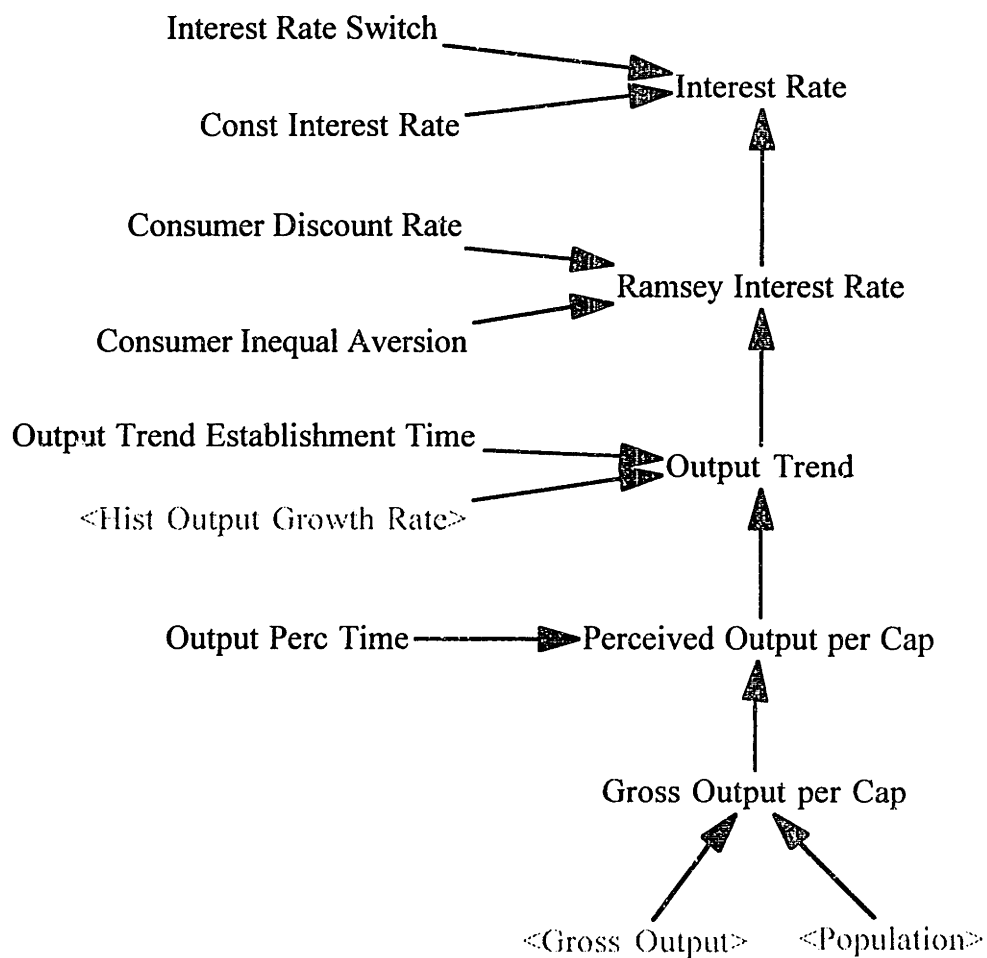 Interest Rate Switch
Interest Rate
Const Interest Rate
Consumer Discount Rate
Ramsey Interest Rate
Consumer Inequal Aversion
Output Trend Establishment Time
Output Trend
<Hist Output Growth Rate>
Output Perc Time
Perceived Output per Cap
Gross Output per Cap
<Gross Output>
<Population>